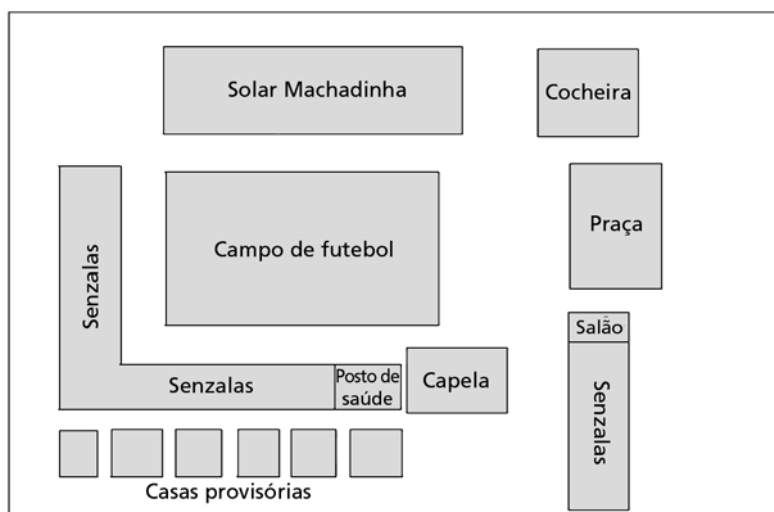 Solar Machadinha
Cocheira
Senzalas
Campo de futebol
Praça
Salão
Senzalas
Posto de
saúde
Capela
Senzalas
Casas provisórias